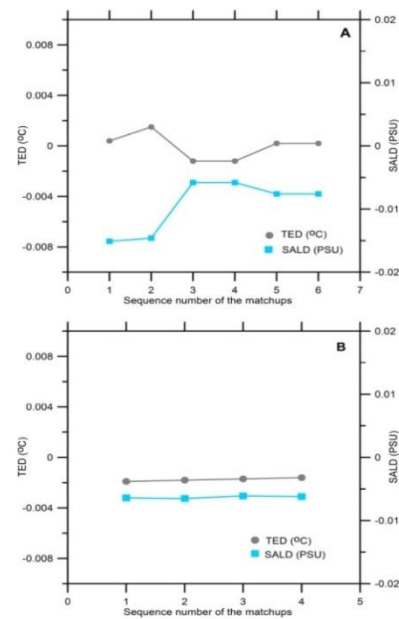 A
0.008
0.004
0
-0.004
-0.008
TED (ºC)
0.02
0.01
0
-0.01
-0.02
SALD (PSU)
TED (ºC)
SALD (PSU)
0 1 2 3 4 5 6 7
Sequence number of the matchups
B
0.008
0.004
0
-0.004
-0.008
TED (ºC)
0.02
0.01
0
-0.01
-0.02
SALD (PSU)
TED (ºC)
SALD (PSU)
0 1 2 3 4 5
Sequence number of the matchups